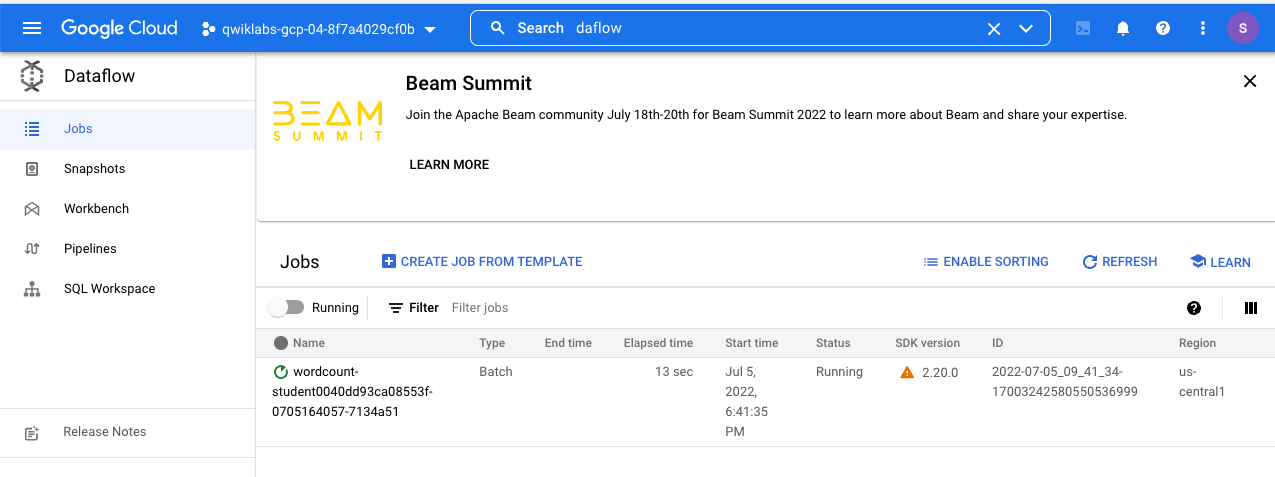 Google Cloud
qwiklabs-gcp-04-8f7a4029cf0b
Search daflow
S
Dataflow
Jobs
Snapshots
Workbench
Pipelines
SQL Workspace
Release Notes
BEAM
SUMMIT
Beam Summit
Join the Apache Beam community July 18th-20th for Beam Summit 2022 to learn more about Beam and share your expertise.
LEARN MORE
Jobs
CREATE JOB FROM TEMPLATE
ENABLE SORTING
REFRESH
LEARN
Running
Filter Filter jobs
Name Type End time Elapsed time Start time Status SDK version ID Region
wordcount-
student0040dd93ca08553f-
0705164057-7134a51
Batch
13 sec
Jul 5,
2022,
6:41:35
PM
Running
2.20.0
2022-07-05_09_41_34-
17003242580550536999
us-
central1